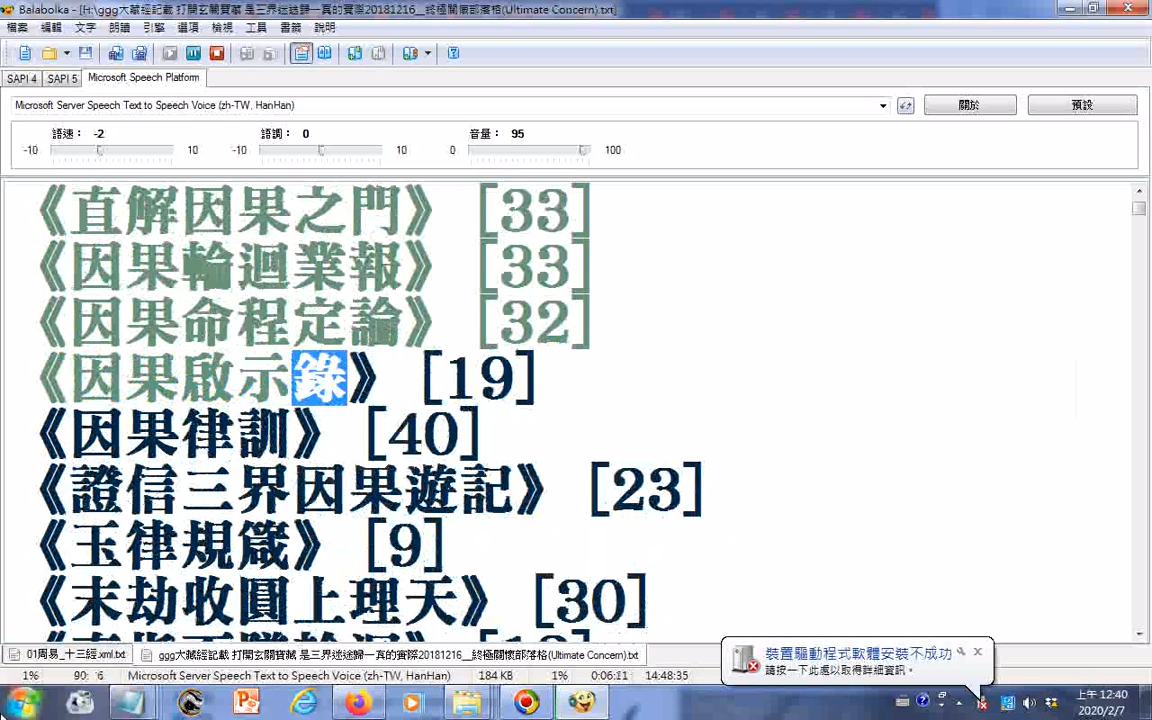 Balabolka - [H:\ggg大藏經記載 打開玄關寶藏 是三界迷途歸一真的實際20181216__終極關懷部落格(Ultimate Concern).txt]
檔案 編輯 文字 朗讀 引擎 選項 檢視 工具 書籤 說明
SAPI 4 SAPI 5 Microsoft Speech Platform
Microsoft Server Speech Text to Speech Voice (zh-TW, HanHan) 關於 預設
語速： -2 語調： 0 音量： 95
-10 10 -10 10 0 100
《直解因果之門》 [33]
《因果輪迴業報》 [33]
《因果命程定論》 [32]
《因果啟示錄》 [19]
《因果律訓》 [40]
《證信三界因果遊記》 [23]
《玉律規箴》 [9]
《末劫收圓上理天》 [30]
裝置驅動程式軟體安裝不成功
請按一下此處以取得詳細資訊。
01周易_十三經.xml.txt ggg大藏經記載 打開玄關寶藏 是三界迷途歸一真的實際20181216__終極關懷部落格(Ultimate Concern).txt
1% 90: 6 Microsoft Server Speech Text to Speech Voice (zh-TW, HanHan) 184 KB 1% 0:06:11 14:48:35
上午 12:40
2020/2/7